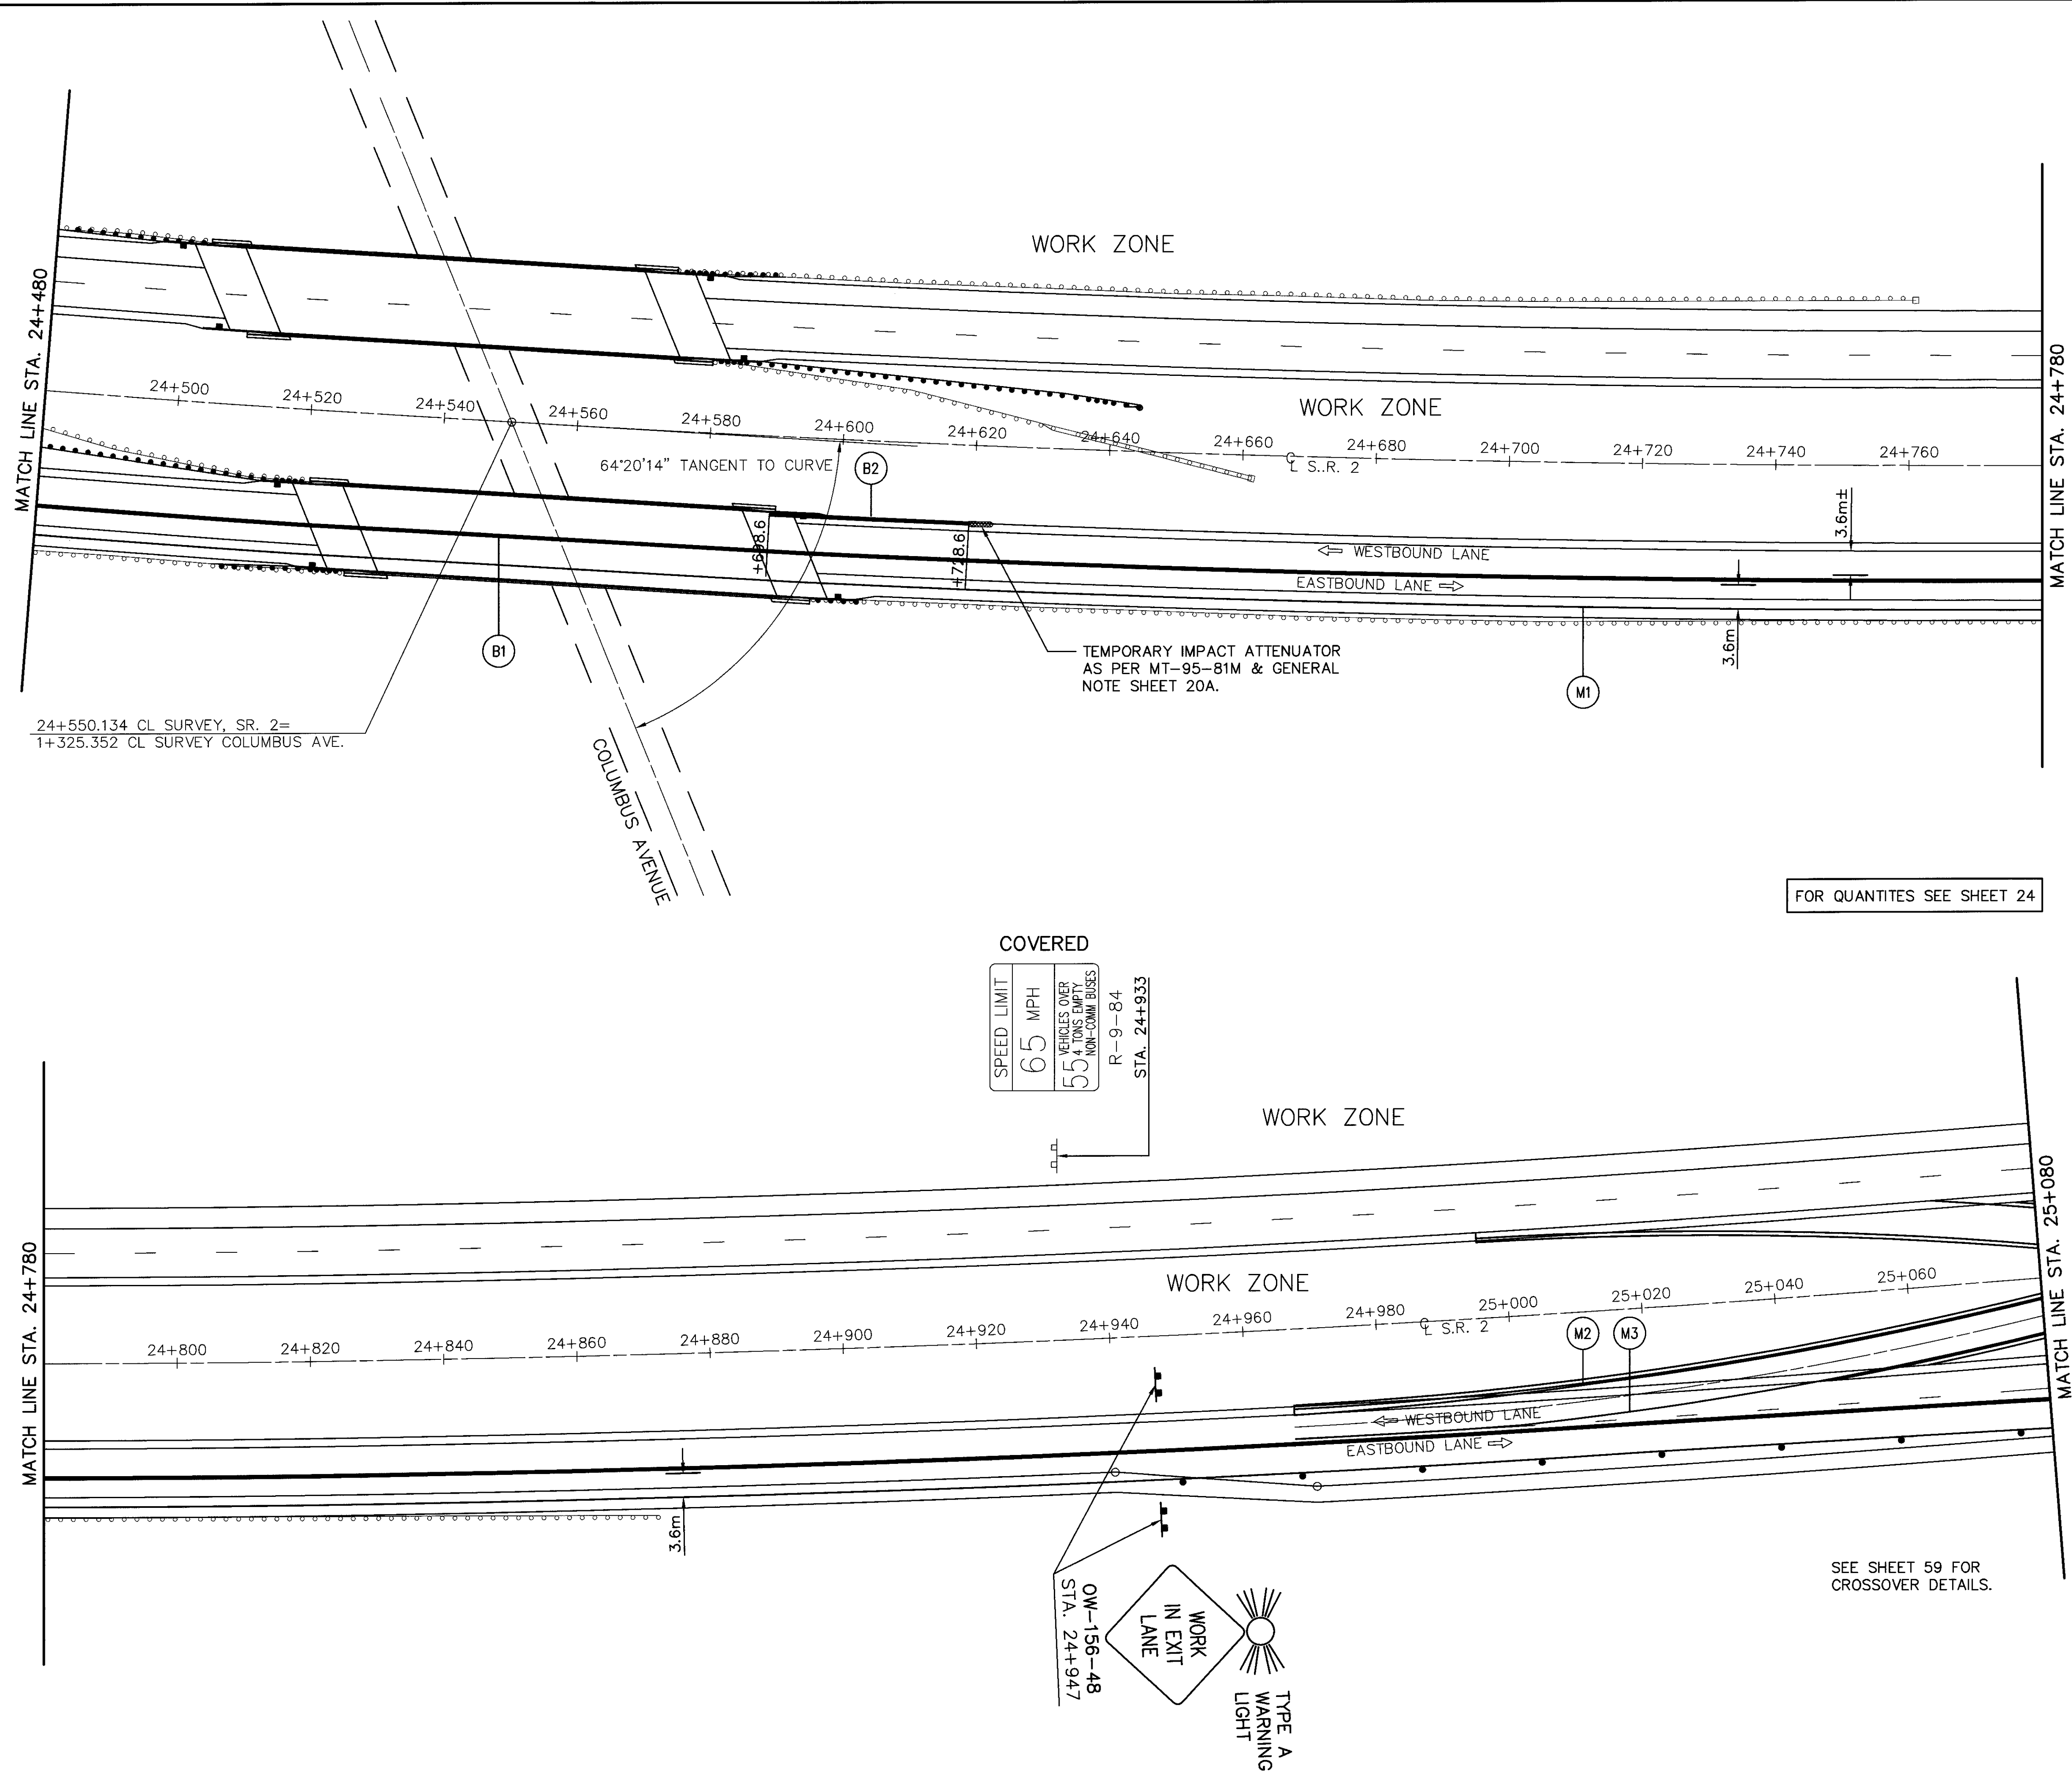 WORK ZONE
MATCH LINE STA. 24+480
MATCH LINE STA. 24+780
24+500
24+520
24+540
24+560
24+580
24+600
24+620
24+640
24+660
24+680
24+700
24+720
24+740
24+760
WORK ZONE
℄ S..R. 2
64°20'14" TANGENT TO CURVE
B2
3.6m±
+698.6
+728.6
WESTBOUND LANE
EASTBOUND LANE
3.6m
B1
M1
TEMPORARY IMPACT ATTENUATOR
AS PER MT-95-81M & GENERAL
NOTE SHEET 20A.
24+550.134 CL SURVEY, SR. 2=
1+325.352 CL SURVEY COLUMBUS AVE.
COLUMBUS AVENUE
FOR QUANTITES SEE SHEET 24
COVERED
SPEED LIMIT
65 MPH
55 VEHICLES OVER
4 TONS EMPTY
NON-COMM BUSES
R-9-84
STA. 24+933
WORK ZONE
MATCH LINE STA. 24+780
MATCH LINE STA. 25+080
WORK ZONE
24+800
24+820
24+840
24+860
24+880
24+900
24+920
24+940
24+960
24+980
25+000
25+020
25+040
25+060
℄ S.R. 2
M2
M3
WESTBOUND LANE
EASTBOUND LANE
3.6m
OW-156-48
STA. 24+947
WORK
IN EXIT
LANE
TYPE A
WARNING
LIGHT
SEE SHEET 59 FOR
CROSSOVER DETAILS.